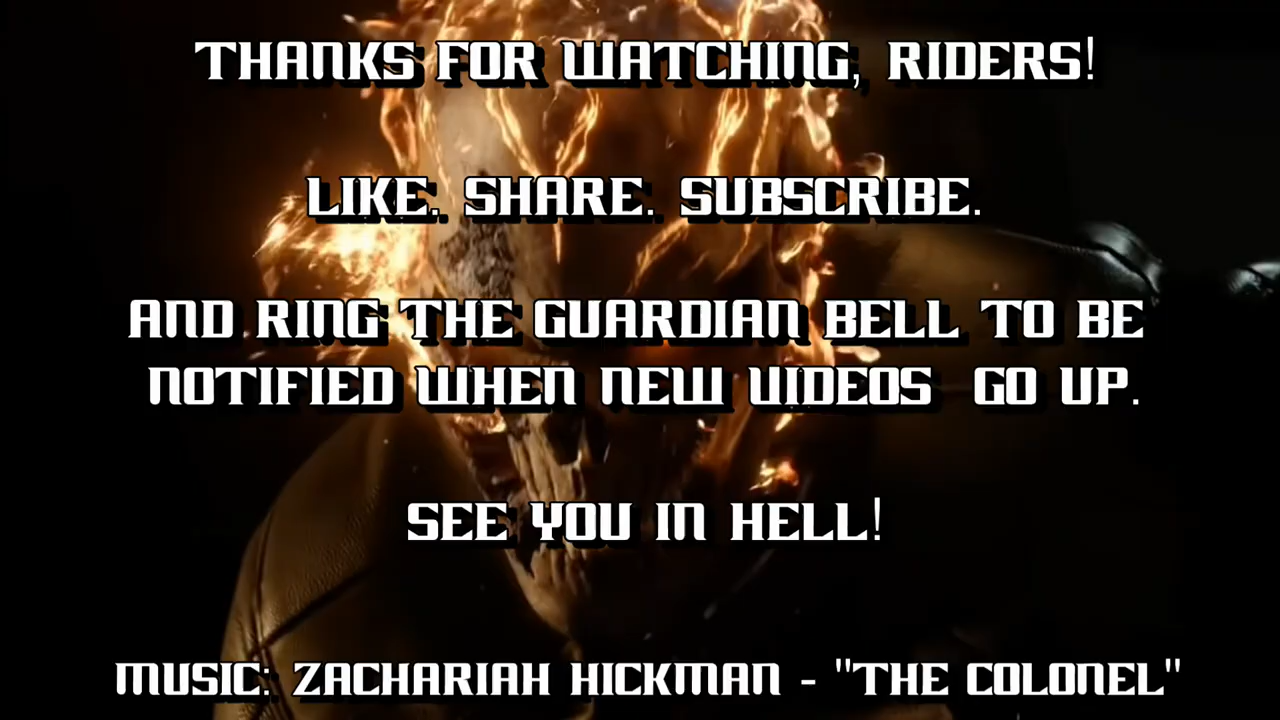 THANKS FOR WATCHING, RIDERS!
LIKE. SHARE. SUBSCRIBE.
AND RING THE GUARDIAN BELL TO BE
NOTIFIED WHEN NEW VIDEOS GO UP.
SEE YOU IN HELL!
MUSIC: ZACHARIAH HICKMAN - "THE COLONEL"